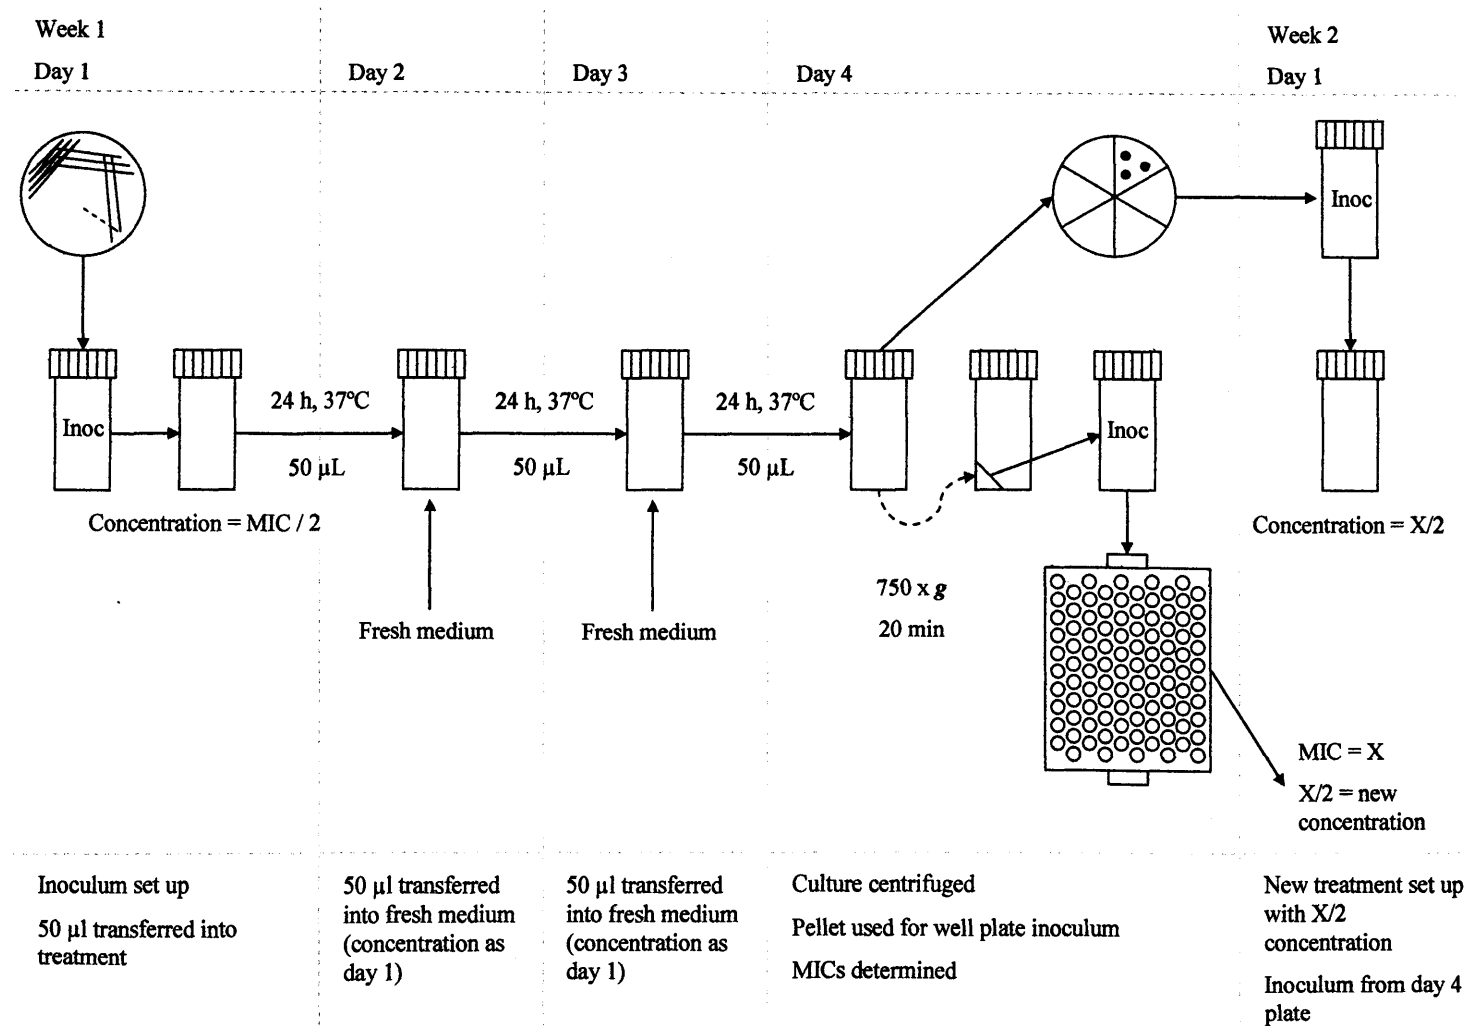 Week 1
Day 1
Day 2
Day 3
Day 4
Week 2
Day 1
Inoc
Inoc
24 h, 37ºC
50 µL
24 h, 37ºC
50 µL
24 h, 37ºC
50 µL
Inoc
Concentration = MIC / 2
Concentration = X/2
Fresh medium
Fresh medium
750 x g
20 min
MIC = X
X/2 = new
concentration
Inoculum set up
50 µl transferred into
treatment
50 µl transferred
into fresh medium
(concentration as
day 1)
50 µl transferred
into fresh medium
(concentration as
day 1)
Culture centrifuged
Pellet used for well plate inoculum
MICs determined
New treatment set up
with X/2
concentration
Inoculum from day 4
plate